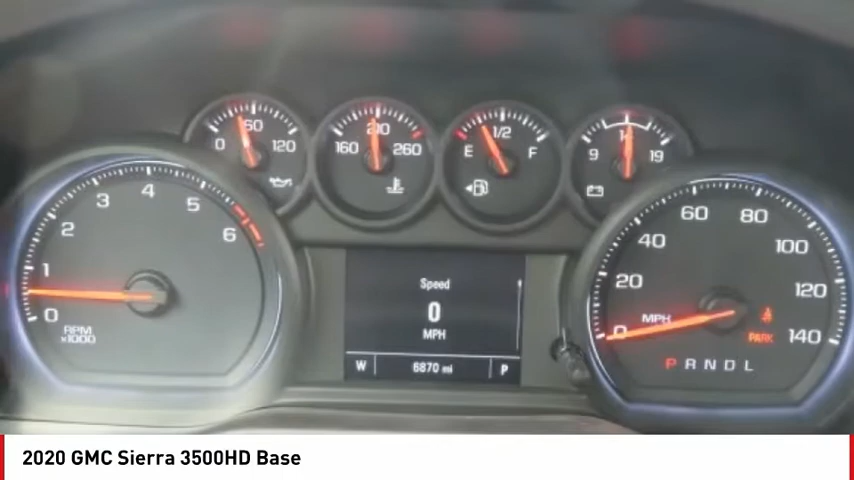 0 60 120
160 210 260
E 1/2 F
9 14 19
0 1 2 3 4 5 6
RPM
x1000
Speed
0
MPH
W 6870 mi P
0 20 40 60 80 100 120 140
MPH
PARK
P R N D L
2020 GMC Sierra 3500HD Base